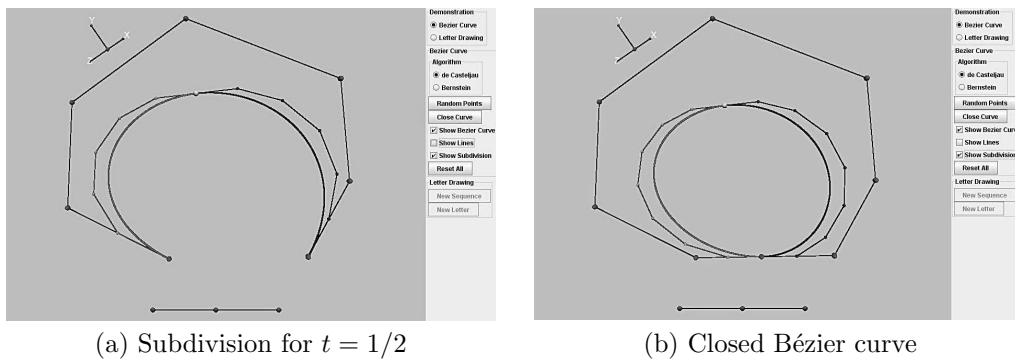 Y
X
Z
Demonstration
Bezier Curve
Letter Drawing
Bezier Curve
Algorithm
de Casteljau
Bernstein
Random Points
Close Curve
Show Bezier Curve
Show Lines
Show Subdivision
Reset All
Letter Drawing
New Sequence
New Letter
(a) Subdivision for t = 1/2
Y
X
Z
Demonstration
Bezier Curve
Letter Drawing
Bezier Curve
Algorithm
de Casteljau
Bernstein
Random Points
Close Curve
Show Bezier Curve
Show Lines
Show Subdivision
Reset All
Letter Drawing
New Sequence
New Letter
(b) Closed Bézier curve